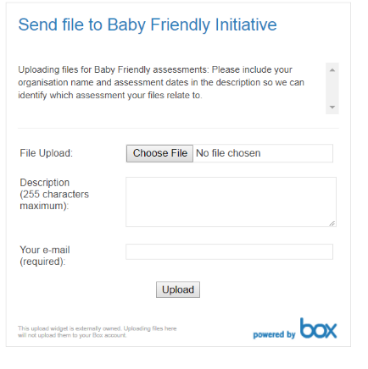 Send file to Baby Friendly Initiative
Uploading files for Baby Friendly assessments: Please include your
organisation name and assessment dates in the description so we can
identify which assessment your files relate to.
File Upload:
Choose File No file chosen
Description
(255 characters
maximum):
Your e-mail
(required):
Upload
This upload widget is externally owned. Uploading files here
will not upload them to your Box account.
powered by box